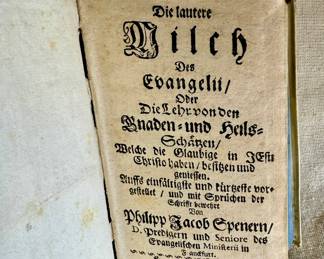 Die lautere
Milch
Des
Evangelii/
Oder
Die Lehr von den
Gnaden- und Heils-
Schätzen/
Welche die Glaubige in JEsu
Christo haben/ besitzen und
geniessen.
Auffs einfältigste und kürtzeste vor-
gestellet / und mit Sprüchen der
Schrifft bewehrt
Von
Philipp Jacob Spenern/
D. Predigern und Seniore des
Evangelischen Ministerii in
Franckfurt.